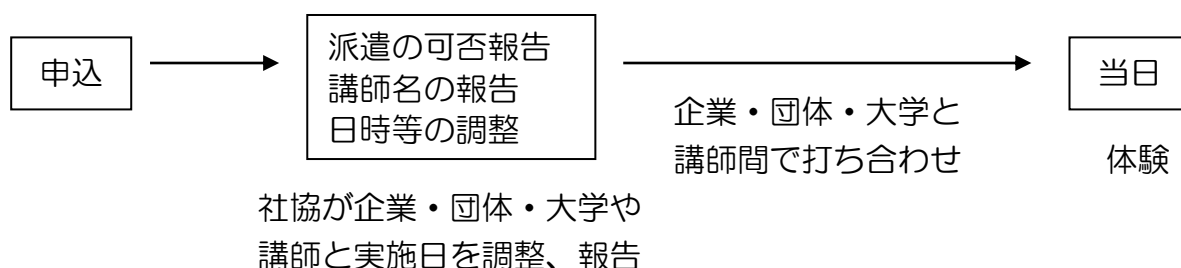 申込
派遣の可否報告
講師名の報告
日時等の調整
社協が企業・団体・大学や
講師と実施日を調整、報告
企業・団体・大学と
講師間で打ち合わせ
当日
体験